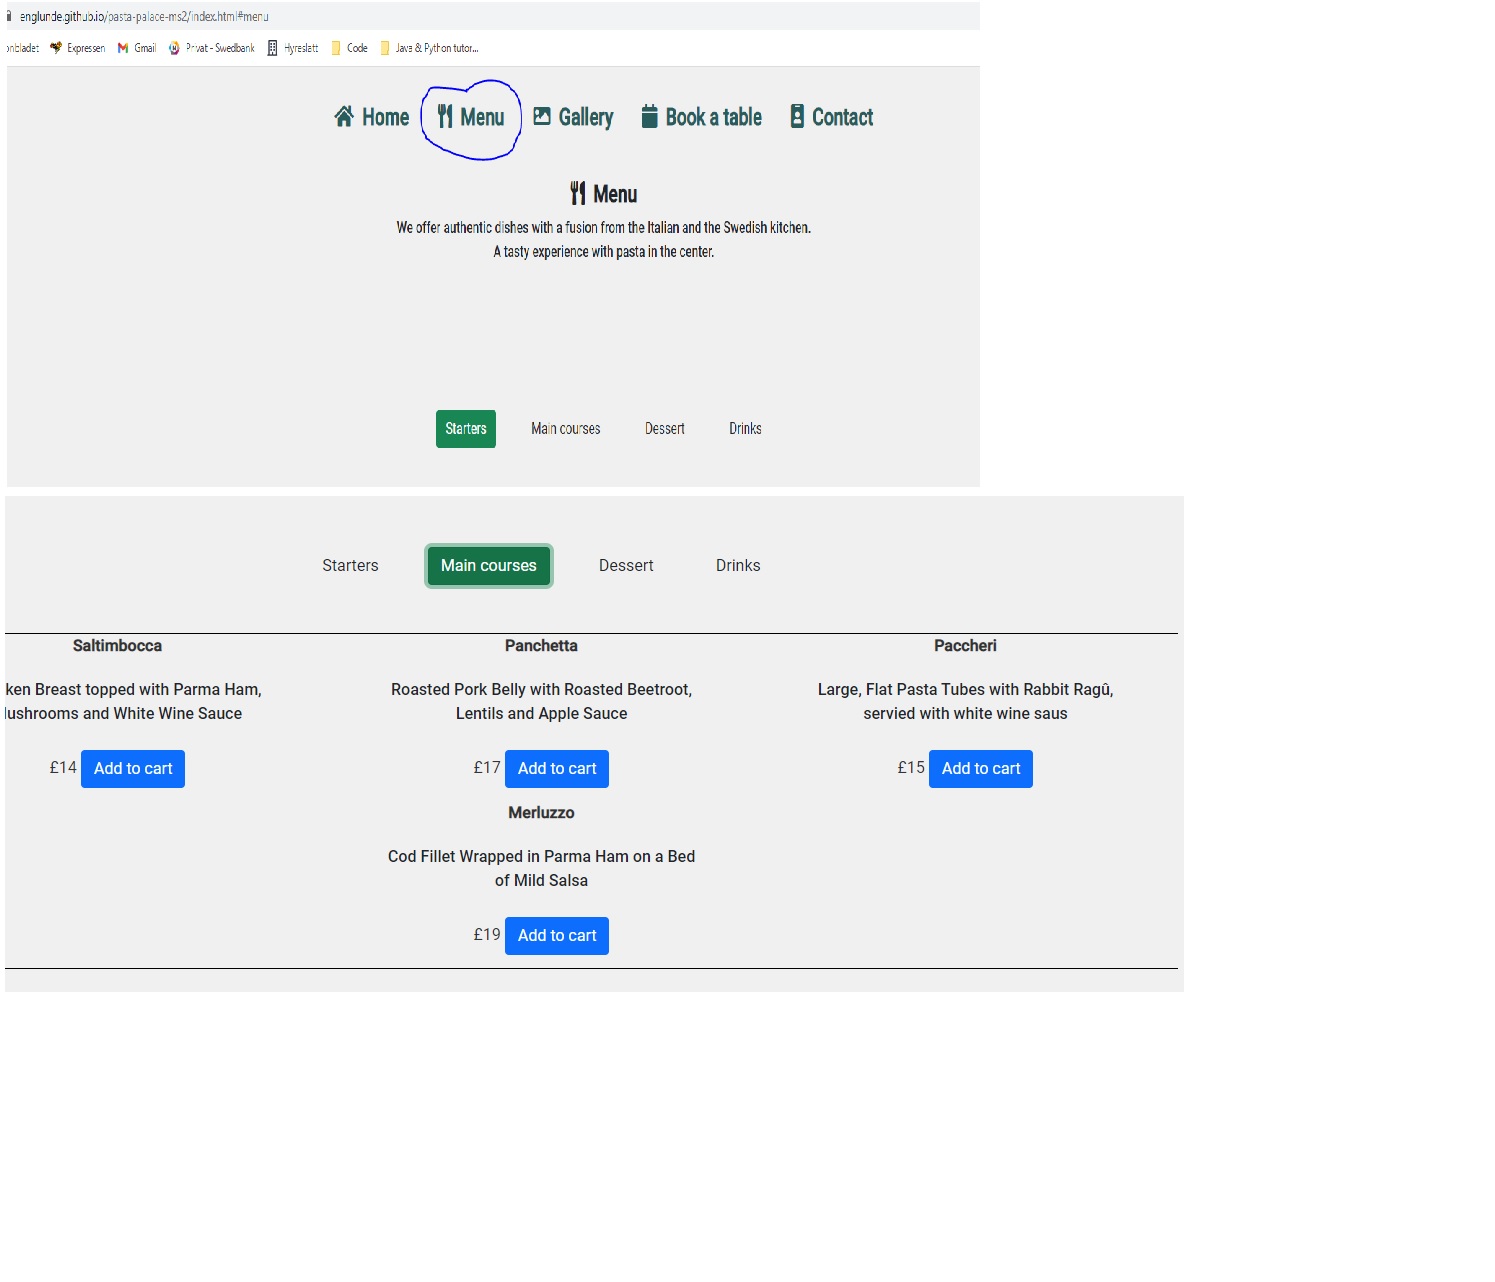 englunde.github.io/pasta-palace-ms2/index.html#menu
onbladet Expressen Gmail Privat - Swedbank Hyreslätt Code Java & Python tutor...
Home Menu Gallery Book a table Contact
Menu
We offer authentic dishes with a fusion from the Italian and the Swedish kitchen.
A tasty experience with pasta in the center.
Starters Main courses Dessert Drinks
Starters Main courses Dessert Drinks
Saltimbocca Panchetta Paccheri
ken Breast topped with Parma Ham, Roasted Pork Belly with Roasted Beetroot, Large, Flat Pasta Tubes with Rabbit Ragû,
ushrooms and White Wine Sauce Lentils and Apple Sauce servied with white wine saus
£14 Add to cart £17 Add to cart £15 Add to cart
Merluzzo
Cod Fillet Wrapped in Parma Ham on a Bed
of Mild Salsa
£19 Add to cart